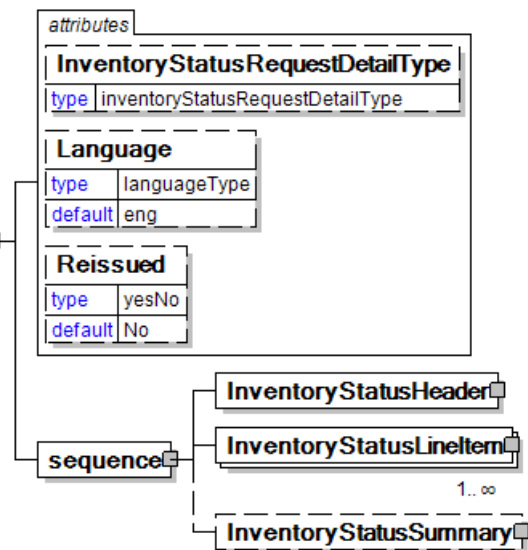 attributes
InventoryStatusRequestDetailType
type inventoryStatusRequestDetailType
Language
type languageType
default eng
Reissued
type yesNo
default No
InventoryStatusHeader
sequence
InventoryStatusLineItem
1.. ∞
InventoryStatusSummary